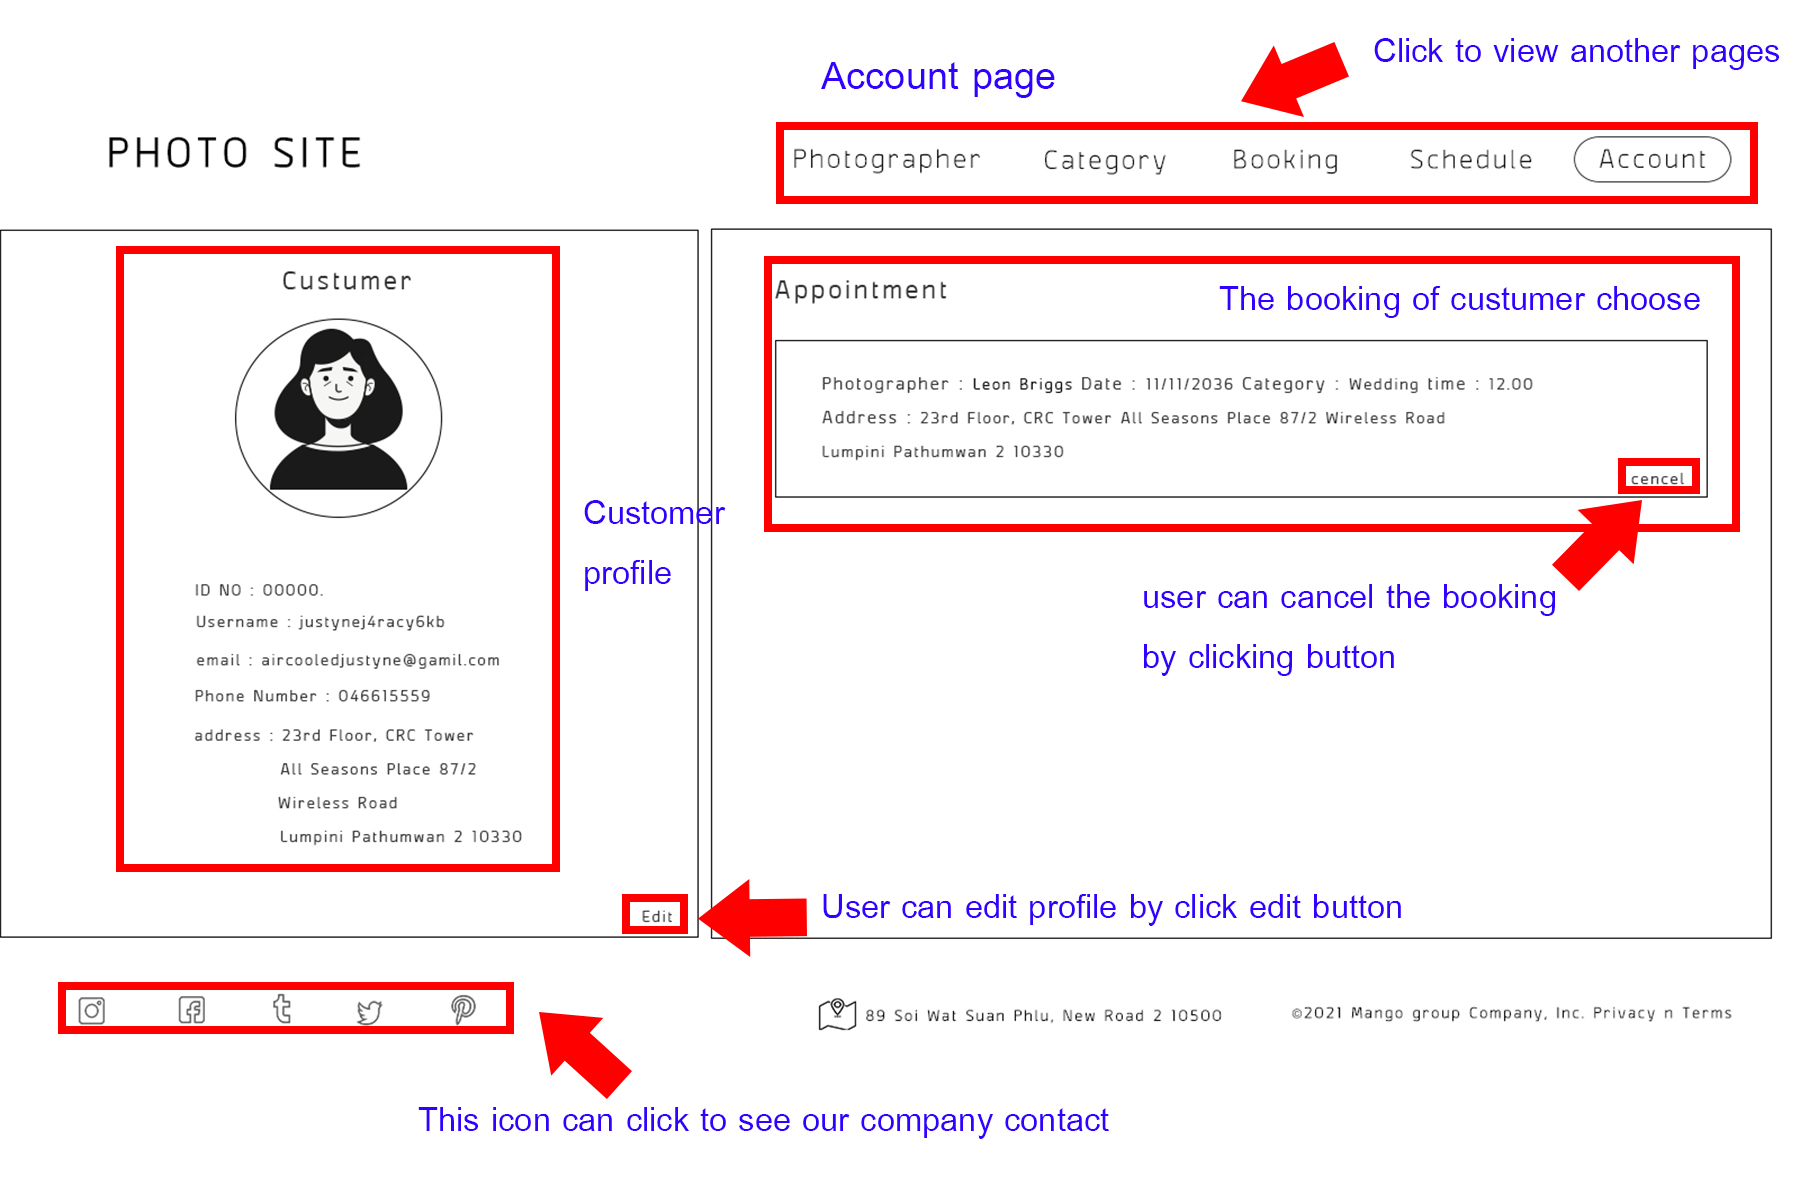 Click to view another pages
Account page
PHOTO SITE
Photographer Category Booking Schedule Account
Custumer
ID NO : 00000.
Username : justynej4racy6kb
email : aircooledjustyne@gamil.com
Phone Number : 046615559
address : 23rd Floor, CRC Tower
All Seasons Place 87/2
Wireless Road
Lumpini Pathumwan 2 10330
Customer
profile
Edit
Appointment
The booking of custumer choose
Photographer : Leon Briggs Date : 11/11/2036 Category : Wedding time : 12.00
Address : 23rd Floor, CRC Tower All Seasons Place 87/2 Wireless Road
Lumpini Pathumwan 2 10330
cencel
user can cancel the booking
by clicking button
User can edit profile by click edit button
89 Soi Wat Suan Phlu, New Road 2 10500
©2021 Mango group Company, Inc. Privacy n Terms
This icon can click to see our company contact